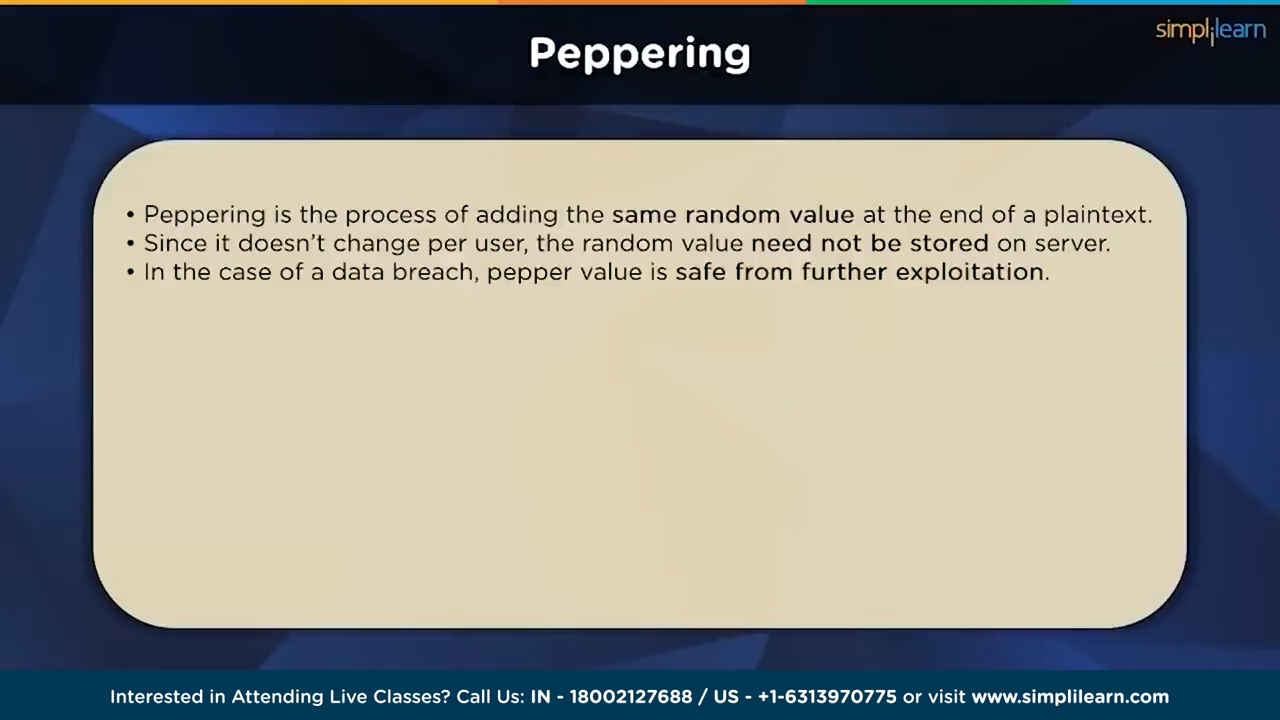 simplilearn
Peppering
• Peppering is the process of adding the same random value at the end of a plaintext.
• Since it doesn't change per user, the random value need not be stored on server.
• In the case of a data breach, pepper value is safe from further exploitation.
Interested in Attending Live Classes? Call Us: IN - 18002127688 / US - +1-6313970775 or visit www.simplilearn.com